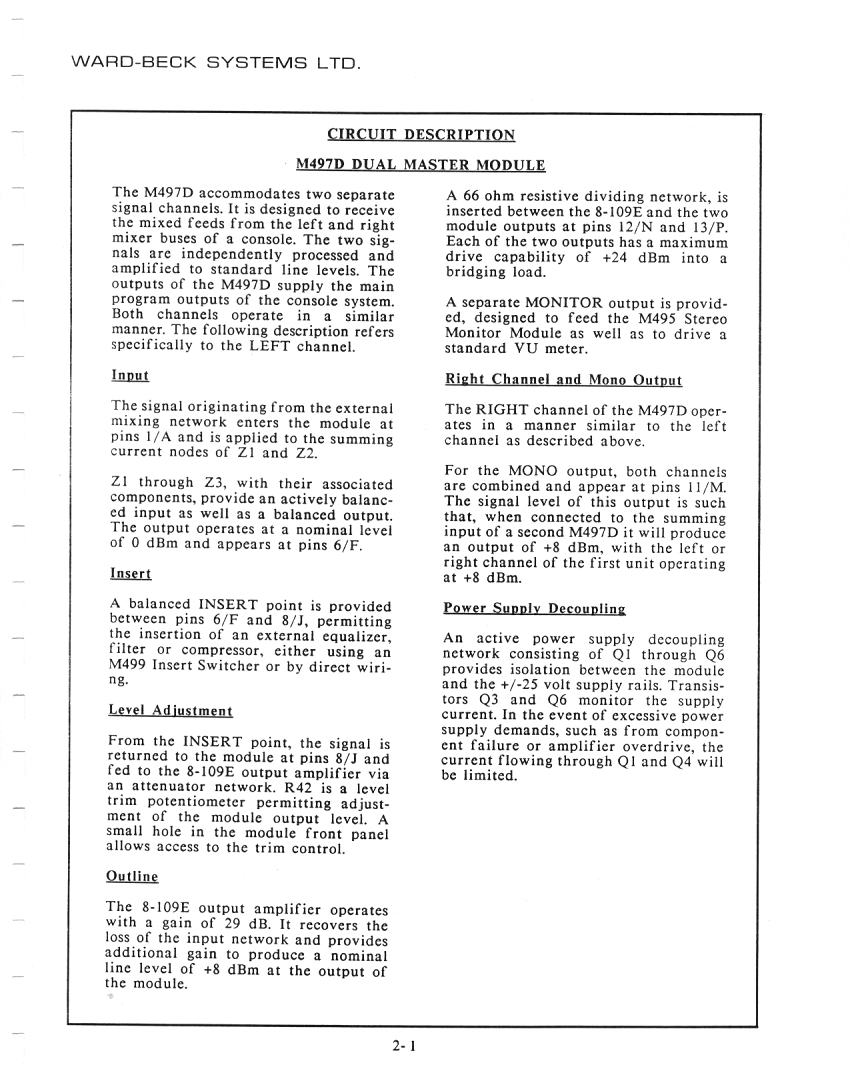 WARD-BECK SYSTEMS LTD.
CIRCUIT DESCRIPTION
M497D DUAL MASTER MODULE
The M497D accommodates two separate
signal channels. It is designed to receive
the mixed feeds from the left and right
mixer buses of a console. The two sig-
nals are independently processed and
amplified to standard line levels. The
outputs of the M497D supply the main
program outputs of the console system.
Both channels operate in a similar
manner. The following description refers
specifically to the LEFT channel.
Input
The signal originating from the external
mixing network enters the module at
pins 1/A and is applied to the summing
current nodes of Z1 and Z2.
Z1 through Z3, with their associated
components, provide an actively balanc-
ed input as well as a balanced output.
The output operates at a nominal level
of 0 dBm and appears at pins 6/F.
Insert
A balanced INSERT point is provided
between pins 6/F and 8/J, permitting
the insertion of an external equalizer,
filter or compressor, either using an
M499 Insert Switcher or by direct wiri-
ng.
Level Adjustment
From the INSERT point, the signal is
returned to the module at pins 8/J and
fed to the 8-109E output amplifier via
an attenuator network. R42 is a level
trim potentiometer permitting adjust-
ment of the module output level. A
small hole in the module front panel
allows access to the trim control.
Outline
The 8-109E output amplifier operates
with a gain of 29 dB. It recovers the
loss of the input network and provides
additional gain to produce a nominal
line level of +8 dBm at the output of
the module.
A 66 ohm resistive dividing network, is
inserted between the 8-109E and the two
module outputs at pins 12/N and 13/P.
Each of the two outputs has a maximum
drive capability of +24 dBm into a
bridging load.
A separate MONITOR output is provid-
ed, designed to feed the M495 Stereo
Monitor Module as well as to drive a
standard VU meter.
Right Channel and Mono Output
The RIGHT channel of the M497D oper-
ates in a manner similar to the left
channel as described above.
For the MONO output, both channels
are combined and appear at pins 11/M.
The signal level of this output is such
that, when connected to the summing
input of a second M497D it will produce
an output of +8 dBm, with the left or
right channel of the first unit operating
at +8 dBm.
Power Supply Decoupling
An active power supply decoupling
network consisting of Q1 through Q6
provides isolation between the module
and the +/-25 volt supply rails. Transis-
tors Q3 and Q6 monitor the supply
current. In the event of excessive power
supply demands, such as from compon-
ent failure or amplifier overdrive, the
current flowing through Q1 and Q4 will
be limited.
2- 1